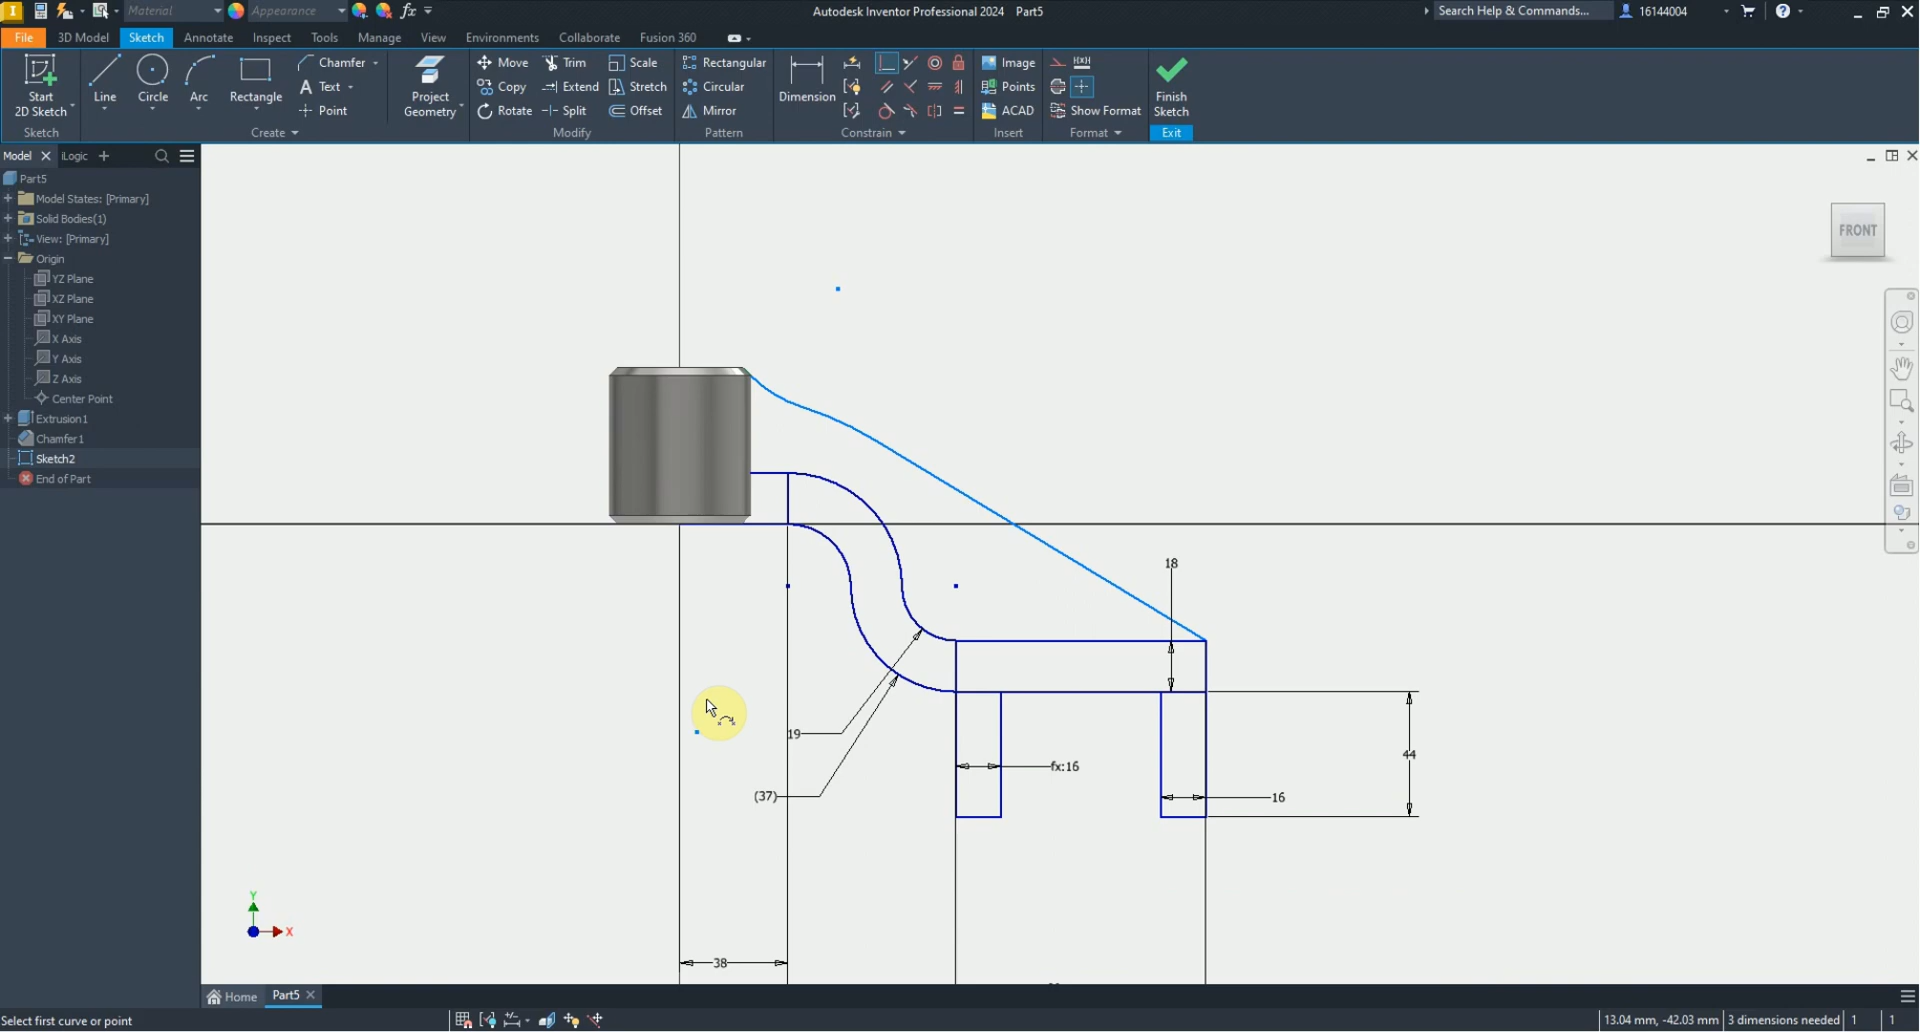 Material
Appearance
fx
Autodesk Inventor Professional 2024 Part5
Search Help & Commands...
16144004
File
3D Model
Sketch
Annotate
Inspect
Tools
Manage
View
Environments
Collaborate
Fusion 360
Start
2D Sketch
Line
Circle
Arc
Rectangle
Chamfer
Text
Point
Project
Geometry
Move
Copy
Rotate
Trim
Extend
Split
Scale
Stretch
Offset
Rectangular
Circular
Mirror
Dimension
Image
Points
ACAD
Show Format
Finish
Sketch
Sketch
Create
Modify
Pattern
Constrain
Insert
Format
Exit
Model
iLogic
Part5
Model States: [Primary]
Solid Bodies(1)
View: [Primary]
Origin
YZ Plane
XZ Plane
XY Plane
X Axis
Y Axis
Z Axis
Center Point
Extrusion1
Chamfer1
Sketch2
End of Part
FRONT
18
19
(37)
fx:16
16
44
38
Y
X
Home
Part5
Select first curve or point
13.04 mm, -42.03 mm
3 dimensions needed
1
1